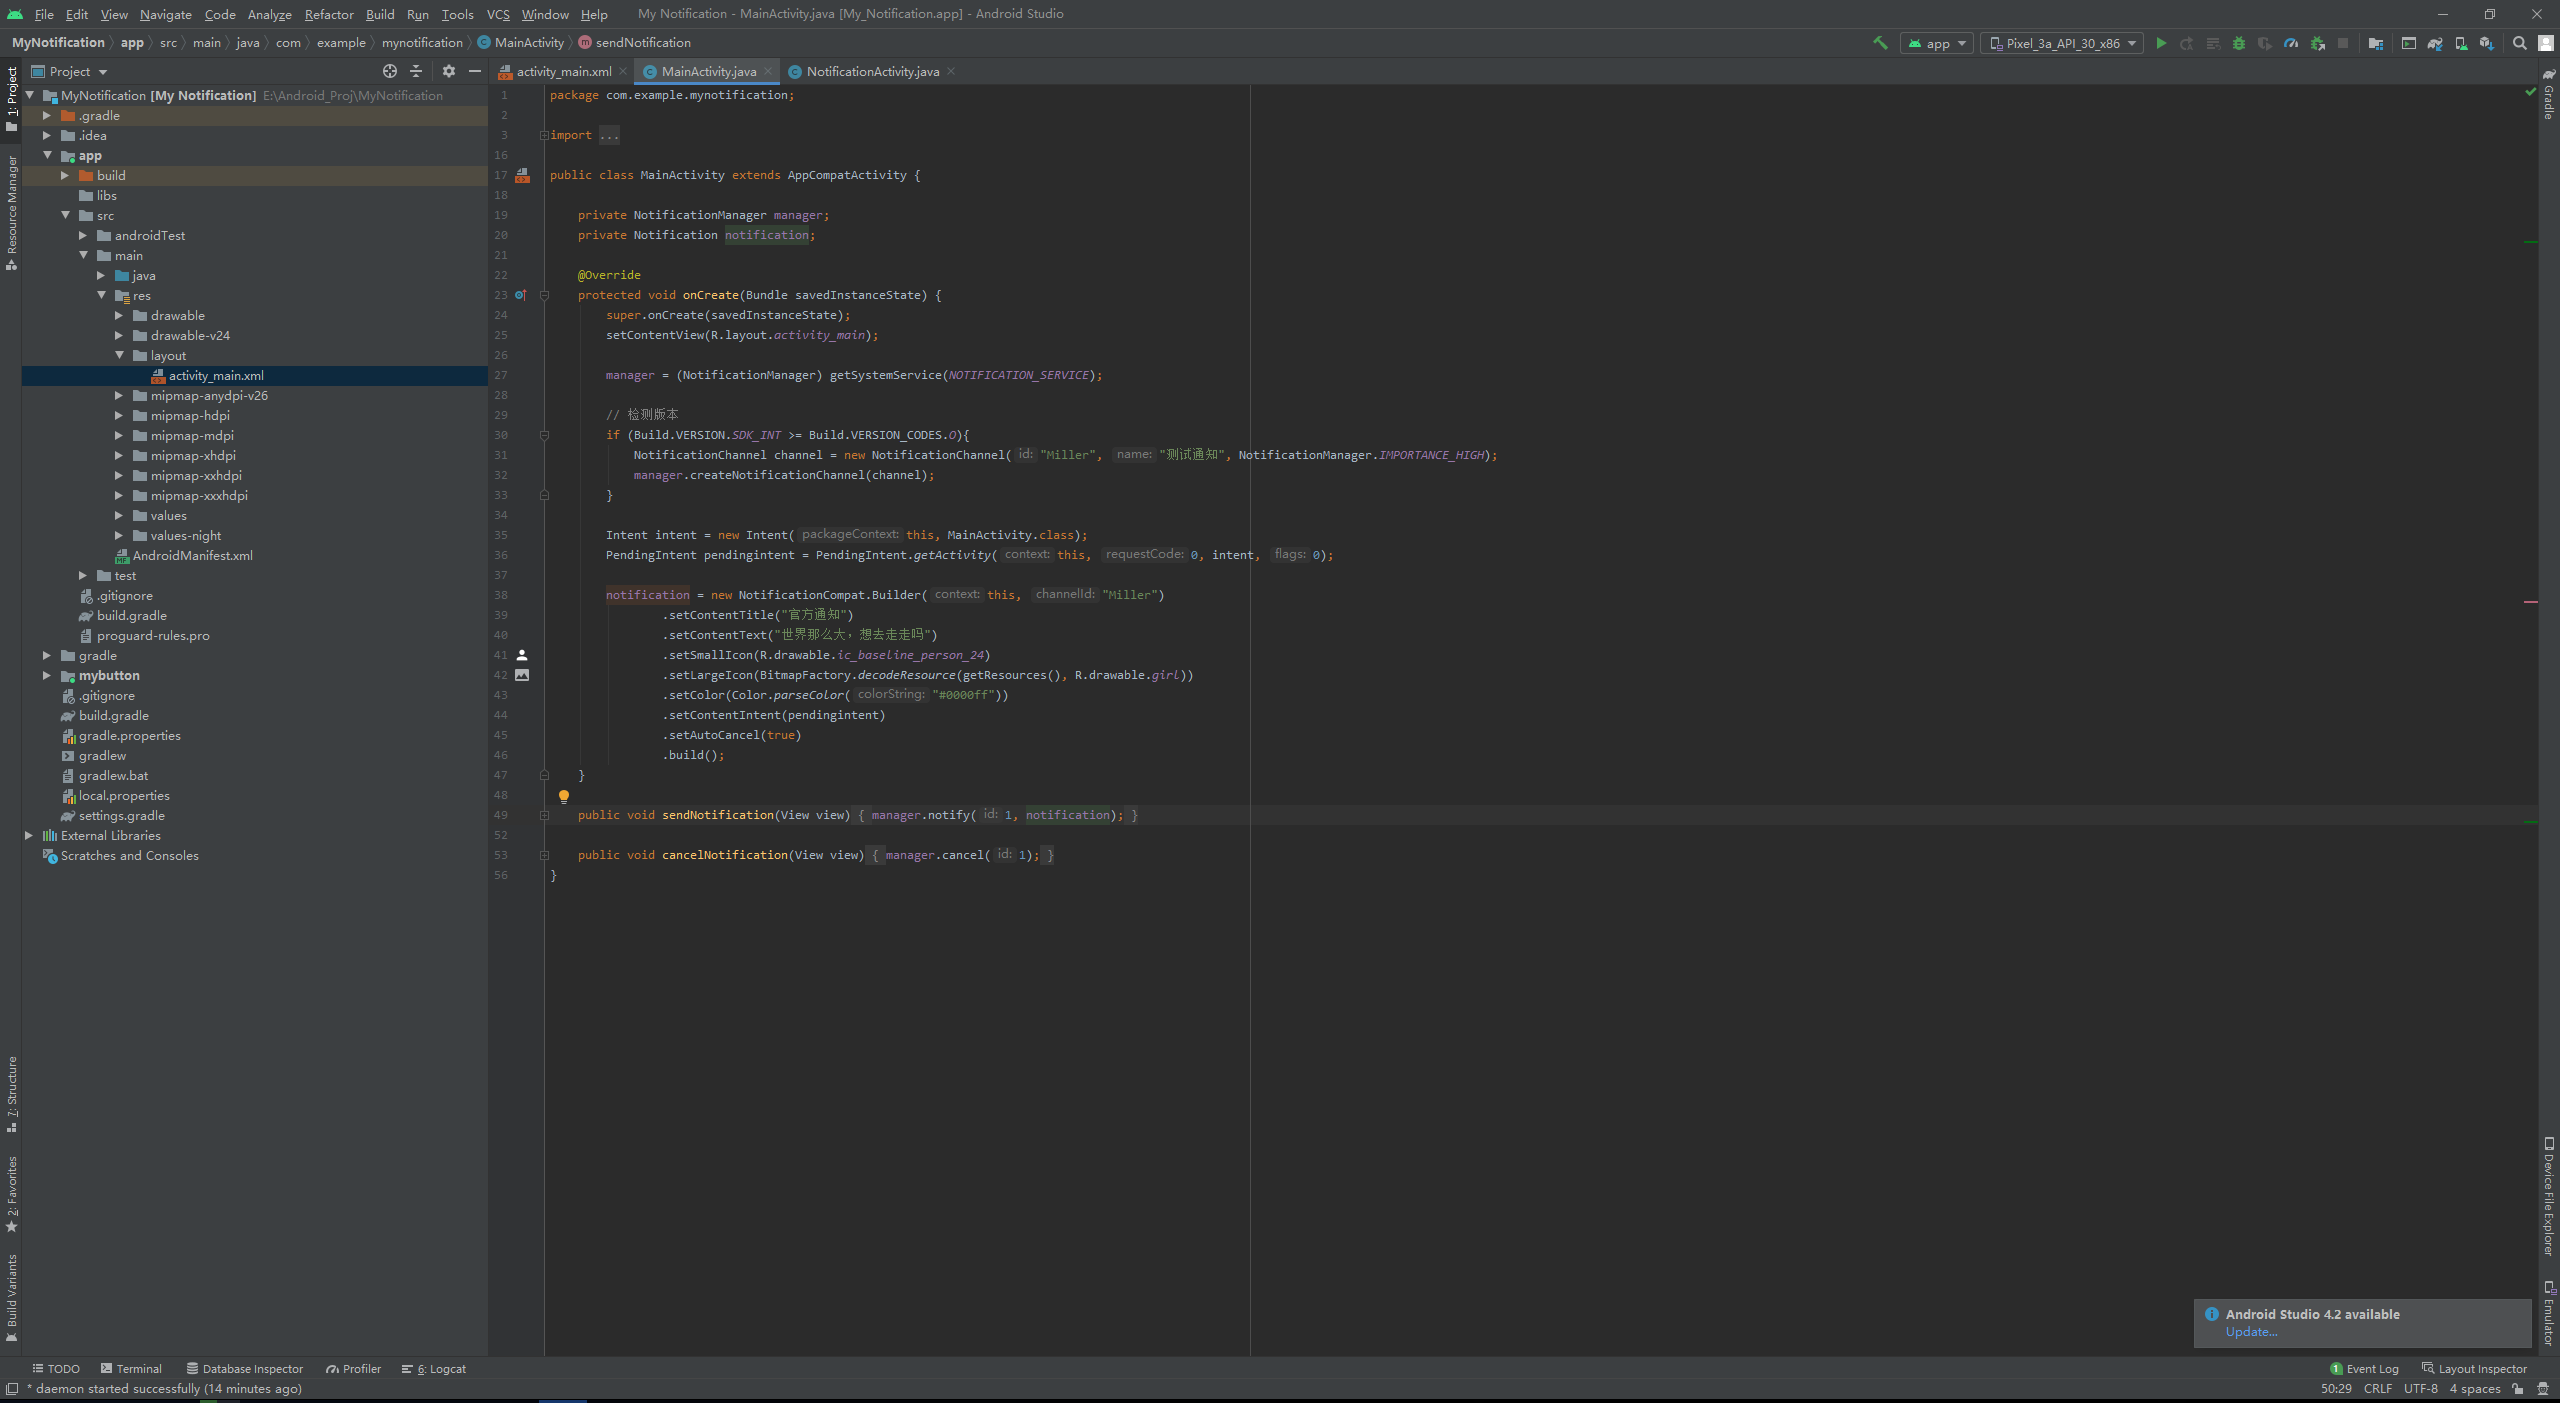 File Edit View Navigate Code Analyze Refactor Build Run Tools VCS Window Help My Notification - MainActivity.java [My_Notification.app] - Android Studio
MyNotification app src main java com example mynotification MainActivity sendNotification app Pixel_3a_API_30_x86
Project
activity_main.xml MainActivity.java NotificationActivity.java
1: Project
Resource Manager
7: Structure
2: Favorites
Build Variants
MyNotification [My Notification] E:\Android_Proj\MyNotification
.gradle
.idea
app
build
libs
src
androidTest
main
java
res
drawable
drawable-v24
layout
activity_main.xml
mipmap-anydpi-v26
mipmap-hdpi
mipmap-mdpi
mipmap-xhdpi
mipmap-xxhdpi
mipmap-xxxhdpi
values
values-night
AndroidManifest.xml
test
.gitignore
build.gradle
proguard-rules.pro
gradle
mybutton
.gitignore
build.gradle
gradle.properties
gradlew
gradlew.bat
local.properties
settings.gradle
External Libraries
Scratches and Consoles
1 package com.example.mynotification;
2
3 import ...
16
17 public class MainActivity extends AppCompatActivity {
18
19 private NotificationManager manager;
20 private Notification notification;
21
22 @Override
23 protected void onCreate(Bundle savedInstanceState) {
24 super.onCreate(savedInstanceState);
25 setContentView(R.layout.activity_main);
26
27 manager = (NotificationManager) getSystemService(NOTIFICATION_SERVICE);
28
29 // 检测版本
30 if (Build.VERSION.SDK_INT >= Build.VERSION_CODES.O){
31 NotificationChannel channel = new NotificationChannel( id: "Miller", name: "测试通知", NotificationManager.IMPORTANCE_HIGH);
32 manager.createNotificationChannel(channel);
33 }
34
35 Intent intent = new Intent( packageContext: this, MainActivity.class);
36 PendingIntent pendingintent = PendingIntent.getActivity( context: this, requestCode: 0, intent, flags: 0);
37
38 notification = new NotificationCompat.Builder( context: this, channelId: "Miller")
39 .setContentTitle("官方通知")
40 .setContentText("世界那么大，想去走走吗")
41 .setSmallIcon(R.drawable.ic_baseline_person_24)
42 .setLargeIcon(BitmapFactory.decodeResource(getResources(), R.drawable.girl))
43 .setColor(Color.parseColor( colorString: "#0000ff"))
44 .setContentIntent(pendingintent)
45 .setAutoCancel(true)
46 .build();
47 }
48
49 public void sendNotification(View view) { manager.notify( id: 1, notification); }
52
53 public void cancelNotification(View view) { manager.cancel( id: 1); }
56 }
Gradle
Device File Explorer
Emulator
Android Studio 4.2 available
Update...
TODO Terminal Database Inspector Profiler 6: Logcat 1 Event Log Layout Inspector
* daemon started successfully (14 minutes ago) 50:29 CRLF UTF-8 4 spaces